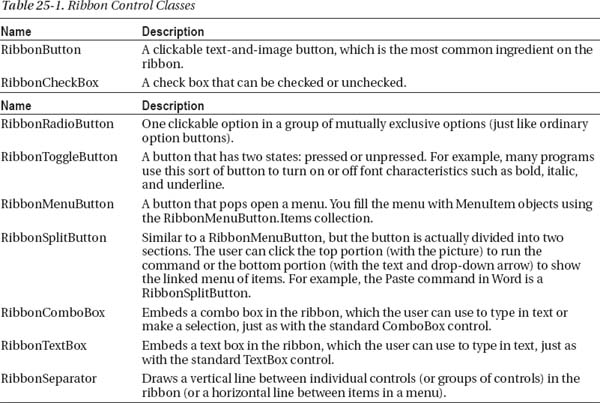 Table 25-1. Ribbon Control Classes
Name Description
RibbonButton A clickable text-and-image button, which is the most common ingredient on the
ribbon.
RibbonCheckBox A check box that can be checked or unchecked.
Name Description
RibbonRadioButton One clickable option in a group of mutually exclusive options (just like ordinary
option buttons).
RibbonToggleButton A button that has two states: pressed or unpressed. For example, many programs
use this sort of button to turn on or off font characteristics such as bold, italic,
and underline.
RibbonMenuButton A button that pops open a menu. You fill the menu with MenuItem objects using
the RibbonMenuButton.Items collection.
RibbonSplitButton Similar to a RibbonMenuButton, but the button is actually divided into two
sections. The user can click the top portion (with the picture) to run the
command or the bottom portion (with the text and drop-down arrow) to show
the linked menu of items. For example, the Paste command in Word is a
RibbonSplitButton.
RibbonComboBox Embeds a combo box in the ribbon, which the user can use to type in text or
make a selection, just as with the standard ComboBox control.
RibbonTextBox Embeds a text box in the ribbon, which the user can use to type in text, just as
with the standard TextBox control.
RibbonSeparator Draws a vertical line between individual controls (or groups of controls) in the
ribbon (or a horizontal line between items in a menu).